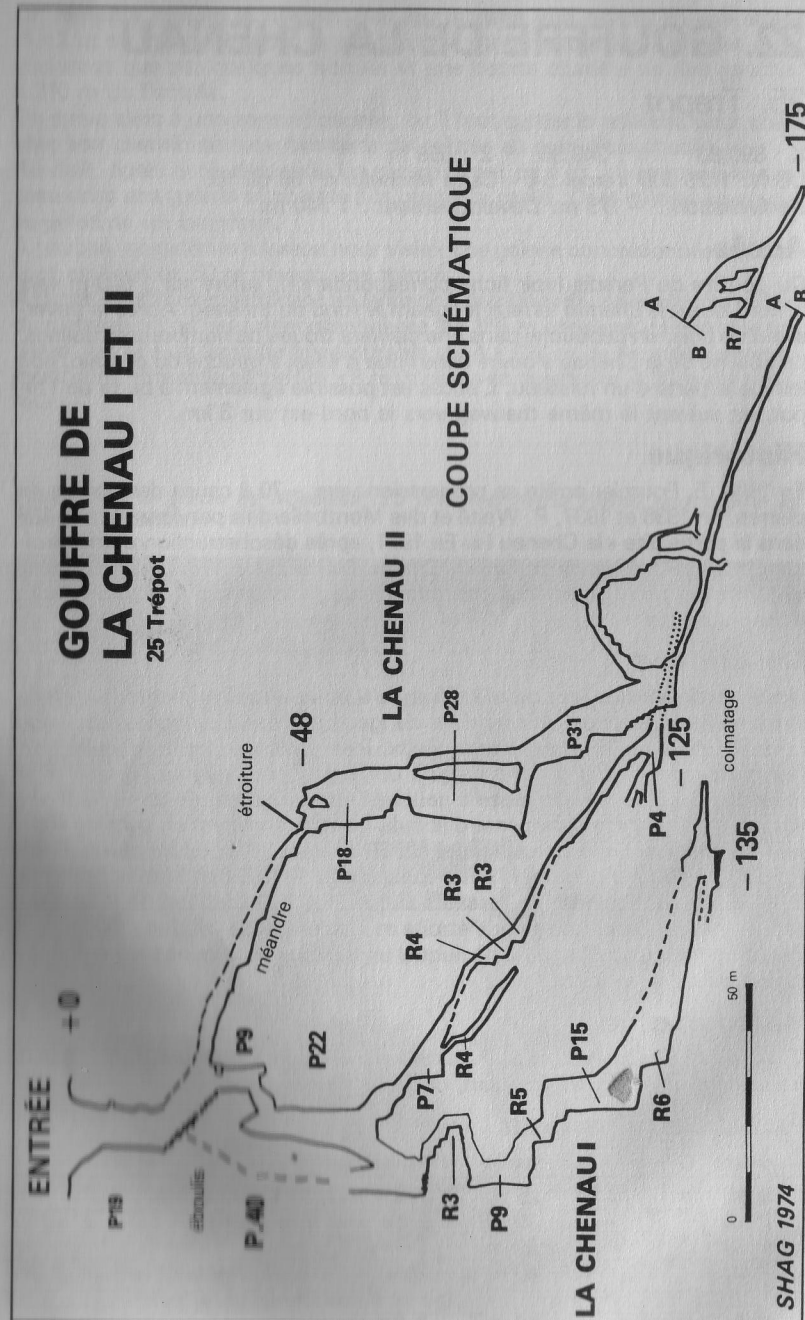 GOUFFRE DE
LA CHENAU I ET II
25 Trépot
ENTRÉE
+0
P19
éboulis
P.40
P9
P22
méandre
étroiture
– 48
P18
LA CHENAU II
P28
P31
COUPE SCHÉMATIQUE
R4
R3
R3
P7
R4
P4
– 125
R3
P9
R5
P15
R6
LA CHENAU I
colmatage
– 135
A
B
R7
A
B
– 175
0
50 m
SHAG 1974